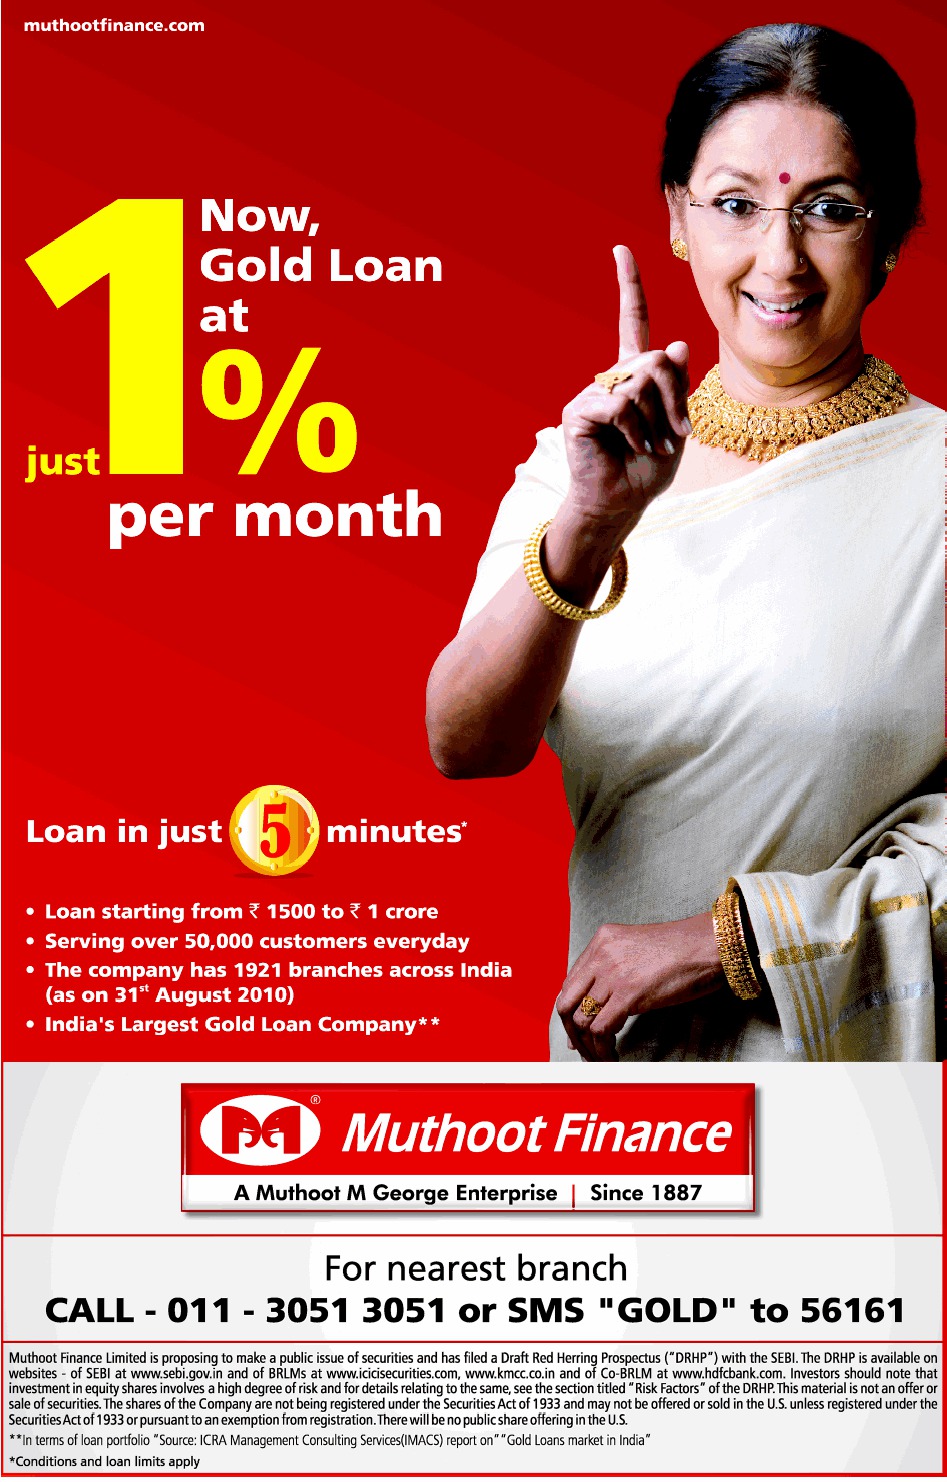 muthootfinance.com
Now,
Gold Loan
at
just 1%
per month
Loan in just 5 minutes*
• Loan starting from ₹ 1500 to ₹ 1 crore
• Serving over 50,000 customers everyday
• The company has 1921 branches across India
(as on 31st August 2010)
• India's Largest Gold Loan Company**
®
Muthoot Finance
A Muthoot M George Enterprise | Since 1887
For nearest branch
CALL - 011 - 3051 3051 or SMS "GOLD" to 56161
Muthoot Finance Limited is proposing to make a public issue of securities and has filed a Draft Red Herring Prospectus ("DRHP") with the SEBI. The DRHP is available on
websites - of SEBI at www.sebi.gov.in and of BRLMs at www.icicisecurities.com, www.kmcc.co.in and of Co-BRLM at www.hdfcbank.com. Investors should note that
investment in equity shares involves a high degree of risk and for details relating to the same, see the section titled "Risk Factors" of the DRHP. This material is not an offer or
sale of securities. The shares of the Company are not being registered under the Securities Act of 1933 and may not be offered or sold in the U.S. unless registered under the
Securities Act of 1933 or pursuant to an exemption from registration. There will be no public share offering in the U.S.
**In terms of loan portfolio "Source: ICRA Management Consulting Services(IMACS) report on" "Gold Loans market in India"
*Conditions and loan limits apply